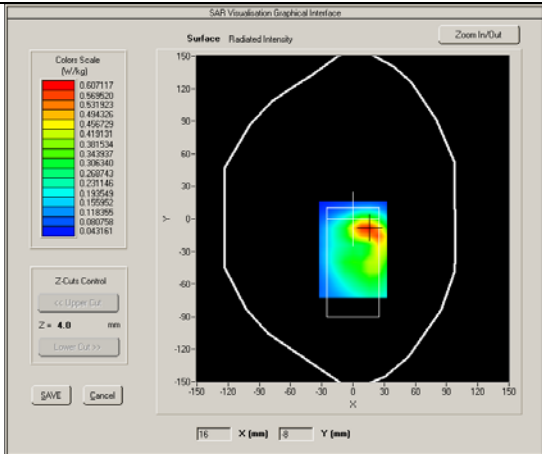 SAR Visualisation Graphical Interface
Surface Radiated Intensity
Zoom In/Out
Colors Scale
(W/kg)
0.607117
0.569520
0.531923
0.494326
0.456729
0.419131
0.381534
0.343937
0.306340
0.268743
0.231146
0.193549
0.155952
0.118355
0.080758
0.043161
Z-Cuts Control
<< Upper Cut
Z = 4.0 mm
Lower Cut >>
SAVE Cancel
150-
120-
90-
60-
30-
0-
-30-
-60-
-90-
-120-
-150-
Y
-150 -120 -90 -60 -30 0 30 60 90 120 150
X
16 X (mm) -8 Y (mm)